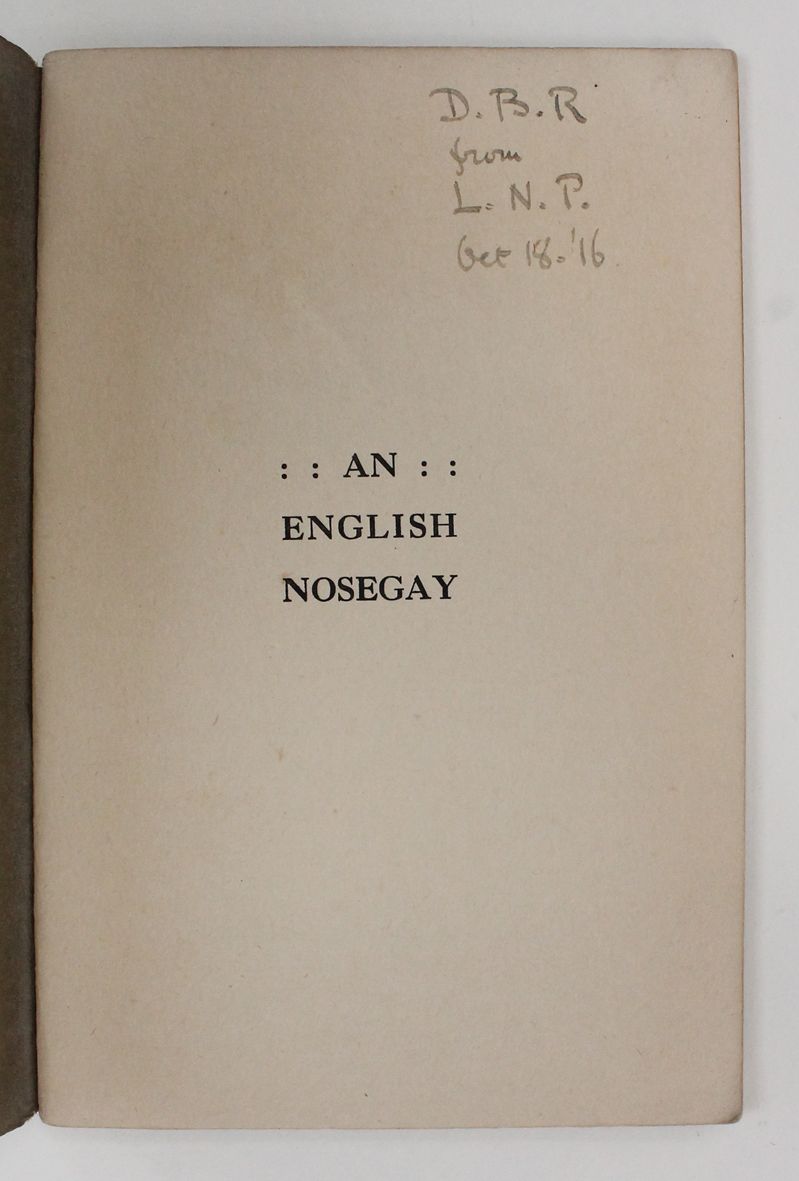 D. B. R
from
L. N. P.
Oct 18. '16
: : AN : :
ENGLISH
NOSEGAY